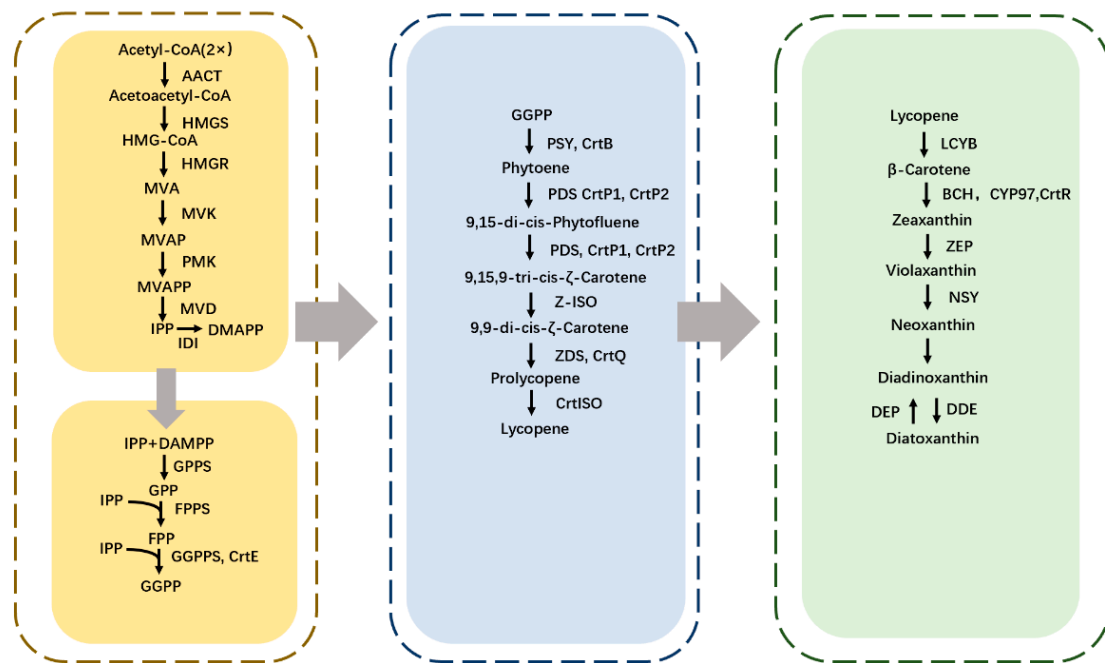 Acetyl-CoA(2×)
AACT
Acetoacetyl-CoA
HMGS
HMG-CoA
HMGR
MVA
MVK
MVAP
PMK
MVAPP
MVD
IPP DMAPP
IDI
IPP+DAMPP
GPPS
GPP
IPP
FPPS
FPP
IPP
GGPPS, CrtE
GGPP
GGPP
PSY, CrtB
Phytoene
PDS CrtP1, CrtP2
9,15-di-cis-Phytofluene
PDS, CrtP1, CrtP2
9,15,9-tri-cis-ζ-Carotene
Z-ISO
9,9-di-cis-ζ-Carotene
ZDS, CrtQ
Prolycopene
CrtISO
Lycopene
Lycopene
LCYB
β-Carotene
BCH, CYP97,CrtR
Zeaxanthin
ZEP
Violaxanthin
NSY
Neoxanthin
Diadinoxanthin
DEP DDE
Diatoxanthin